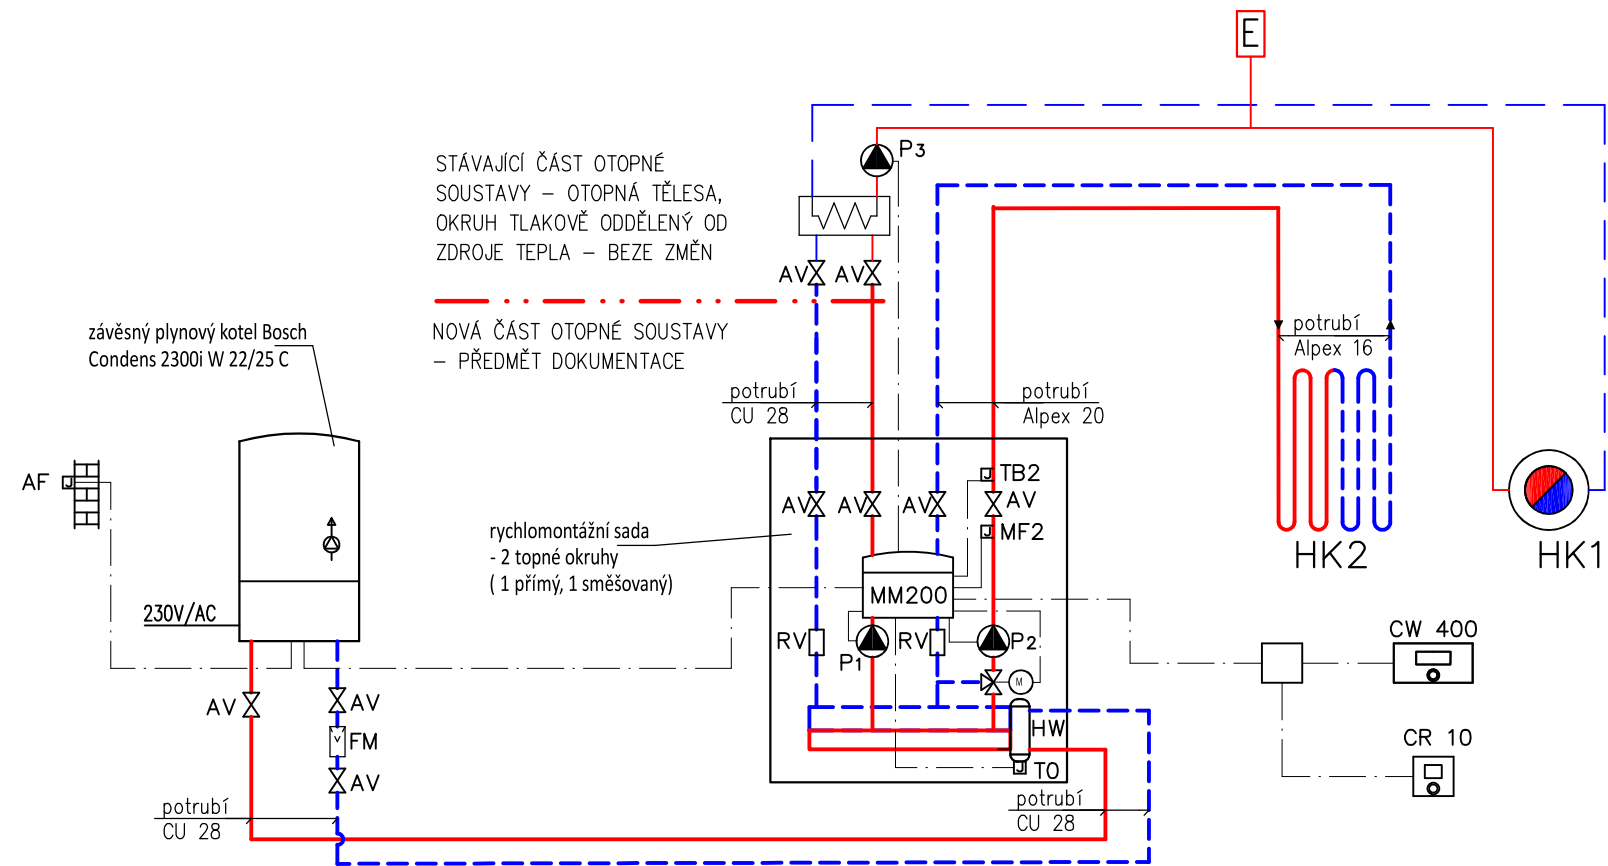 E
P3
STÁVAJÍCÍ ČÁST OTOPNÉ
SOUSTAVY – OTOPNÁ TĚLESA,
OKRUH TLAKOVĚ ODDĚLENÝ OD
ZDROJE TEPLA – BEZE ZMĚN
AV
AV
NOVÁ ČÁST OTOPNÉ SOUSTAVY
– PŘEDMĚT DOKUMENTACE
závěsný plynový kotel Bosch
Condens 2300i W 22/25 C
potrubí
Alpex 16
potrubí
CU 28
potrubí
Alpex 20
AF
J
J
TB2
AV
AV
AV
AV
J
MF2
rychlomontážní sada
- 2 topné okruhy
( 1 přímý, 1 směšovaný)
HK2
HK1
MM200
230V/AC
RV
P1
RV
P2
M
CW 400
AV
AV
FM
AV
HW
J
T0
CR 10
potrubí
CU 28
potrubí
CU 28